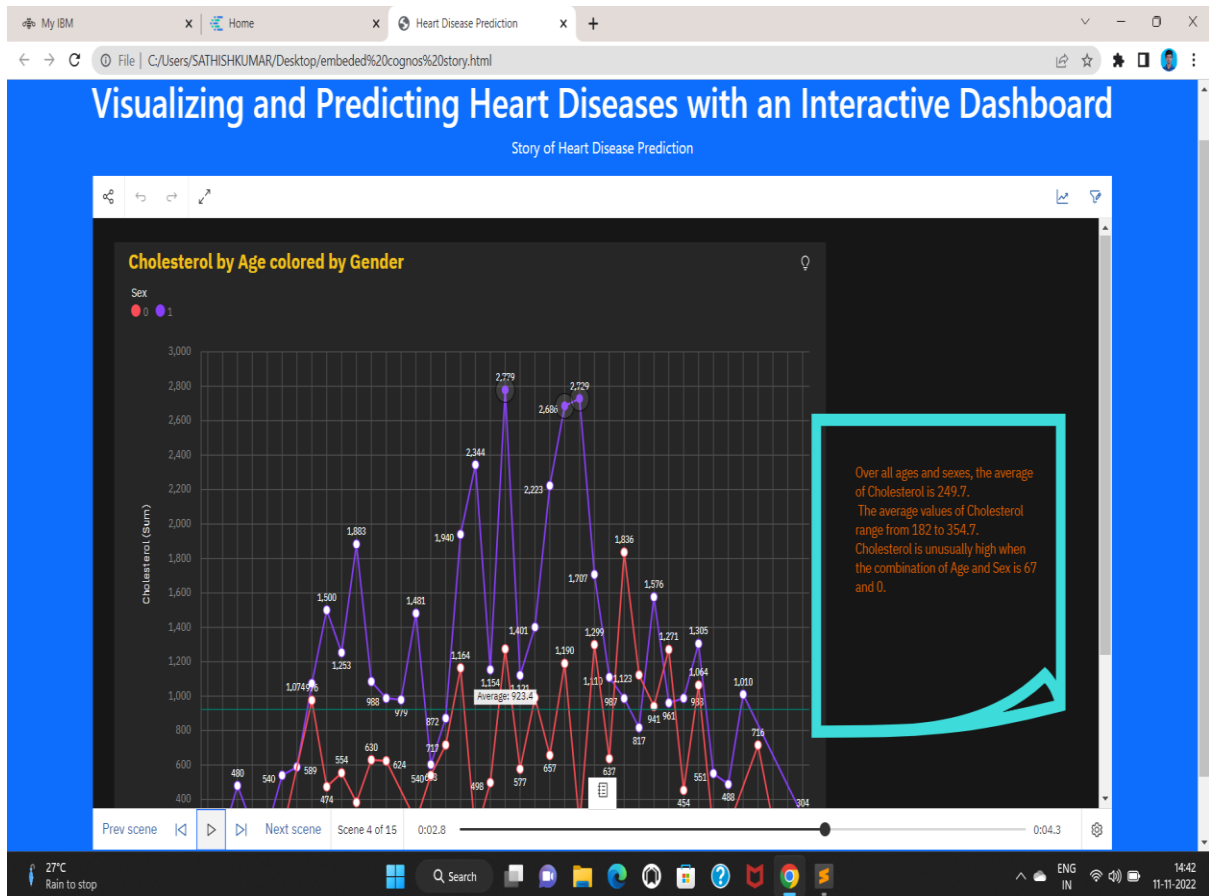 My IBM
Home
Heart Disease Prediction
File | C:/Users/SATHISHKUMAR/Desktop/embeded%20cognos%20story.html
Visualizing and Predicting Heart Diseases with an Interactive Dashboard
Story of Heart Disease Prediction
Cholesterol by Age colored by Gender
Sex
0 1
3,000
2,800
2,600
2,400
2,200
2,000
1,800
1,600
1,400
1,200
1,000
800
600
400
Cholesterol (Sum)
2,779
2,729
2,686
2,344
2,223
1,940
1,883
1,836
1,707
1,576
1,500
1,481
1,401
1,299
1,271
1,305
1,253
1,190
1,164
1,154
1,123
1,064
1,074
1,010
988
979
961
941
872
817
717
716
Average: 923.4
657
637
630
624
589
577
554
551
540
540
498
488
480
474
454
304
Over all ages and sexes, the average
of Cholesterol is 249.7.
The average values of Cholesterol
range from 182 to 354.7.
Cholesterol is unusually high when
the combination of Age and Sex is 67
and 0.
Prev scene Next scene Scene 4 of 15 0:02.8 0:04.3
27°C
Rain to stop
Search
ENG
IN
14:42
11-11-2022